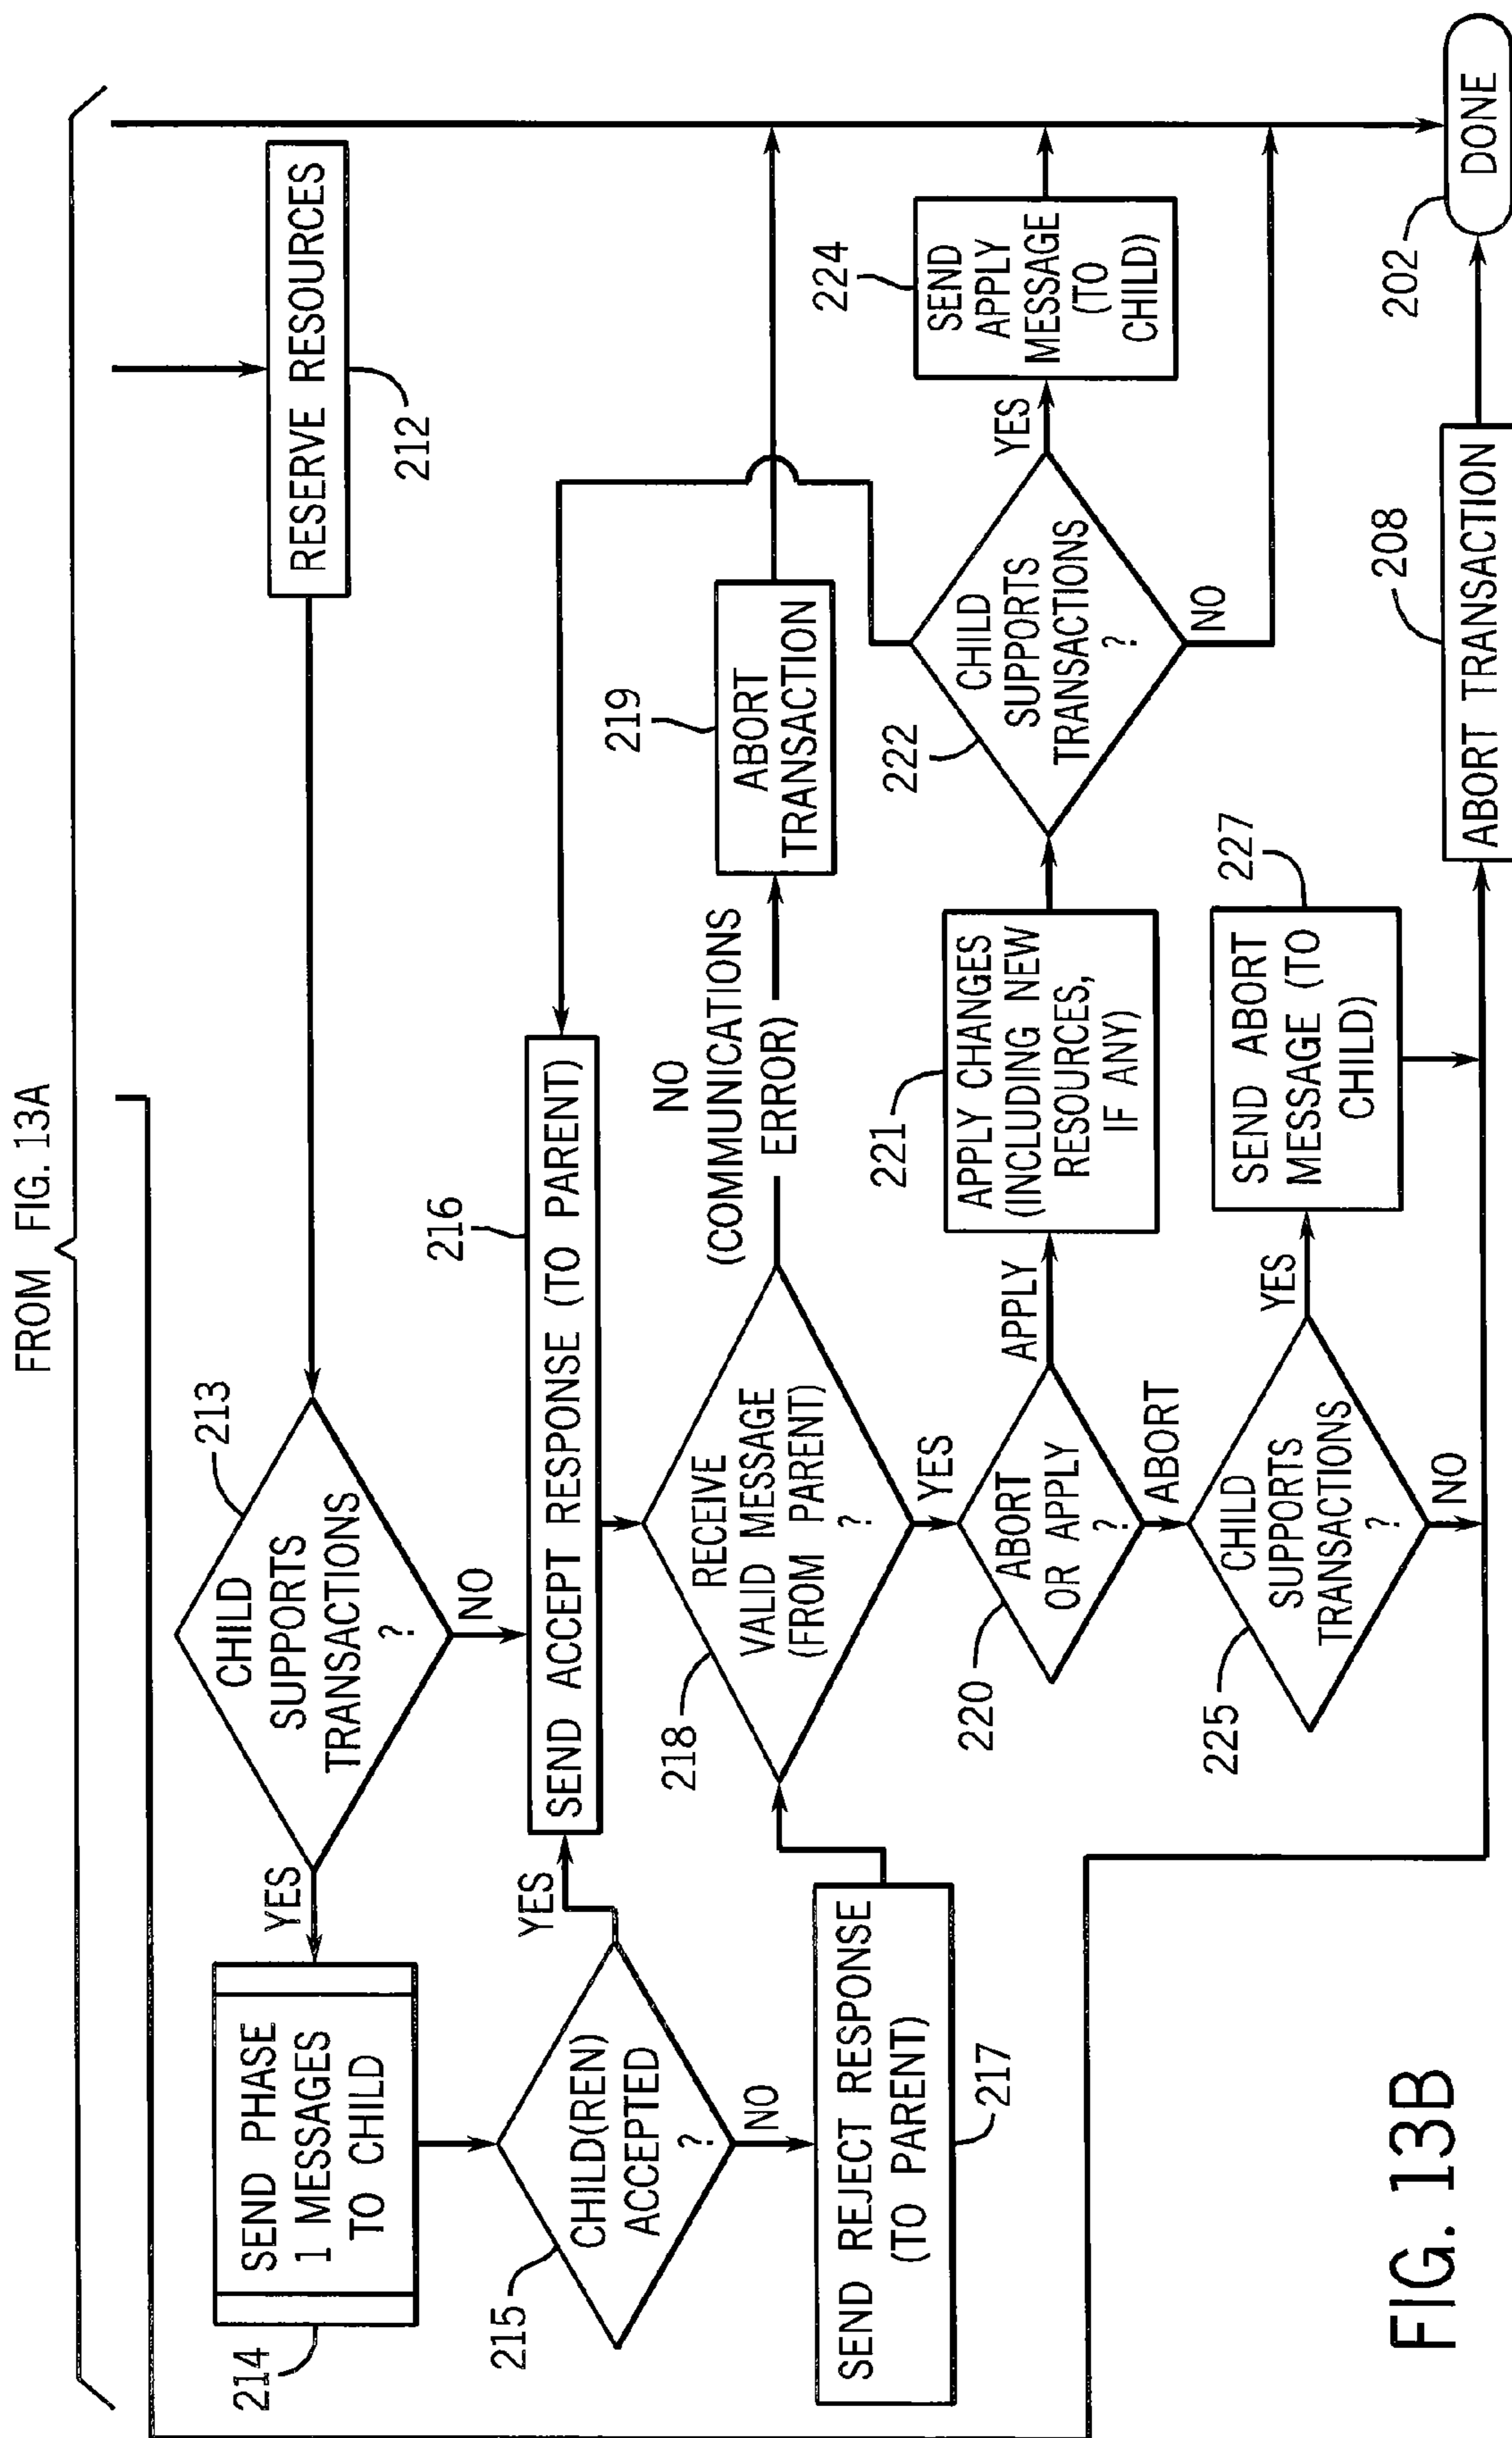 FROM FIG. 13A
RESERVE RESOURCES
212
213
CHILD
SUPPORTS
TRANSACTIONS
?
YES
NO
SEND PHASE
1 MESSAGES
TO CHILD
214
215
CHILD(REN)
ACCEPTED
?
YES
NO
216
SEND ACCEPT RESPONSE (TO PARENT)
SEND REJECT RESPONSE
(TO PARENT)
217
218
RECEIVE
VALID MESSAGE
(FROM PARENT)
?
NO
(COMMUNICATIONS
ERROR)
YES
219
ABORT
TRANSACTION
220
ABORT
OR APPLY
?
APPLY
ABORT
221
APPLY CHANGES
(INCLUDING NEW
RESOURCES,
IF ANY)
222
CHILD
SUPPORTS
TRANSACTIONS
?
YES
NO
224
SEND
APPLY
MESSAGE
(TO
CHILD)
225
CHILD
SUPPORTS
TRANSACTIONS
?
YES
NO
227
SEND ABORT
MESSAGE (TO
CHILD)
208
ABORT TRANSACTION
202
DONE
FIG. 13B